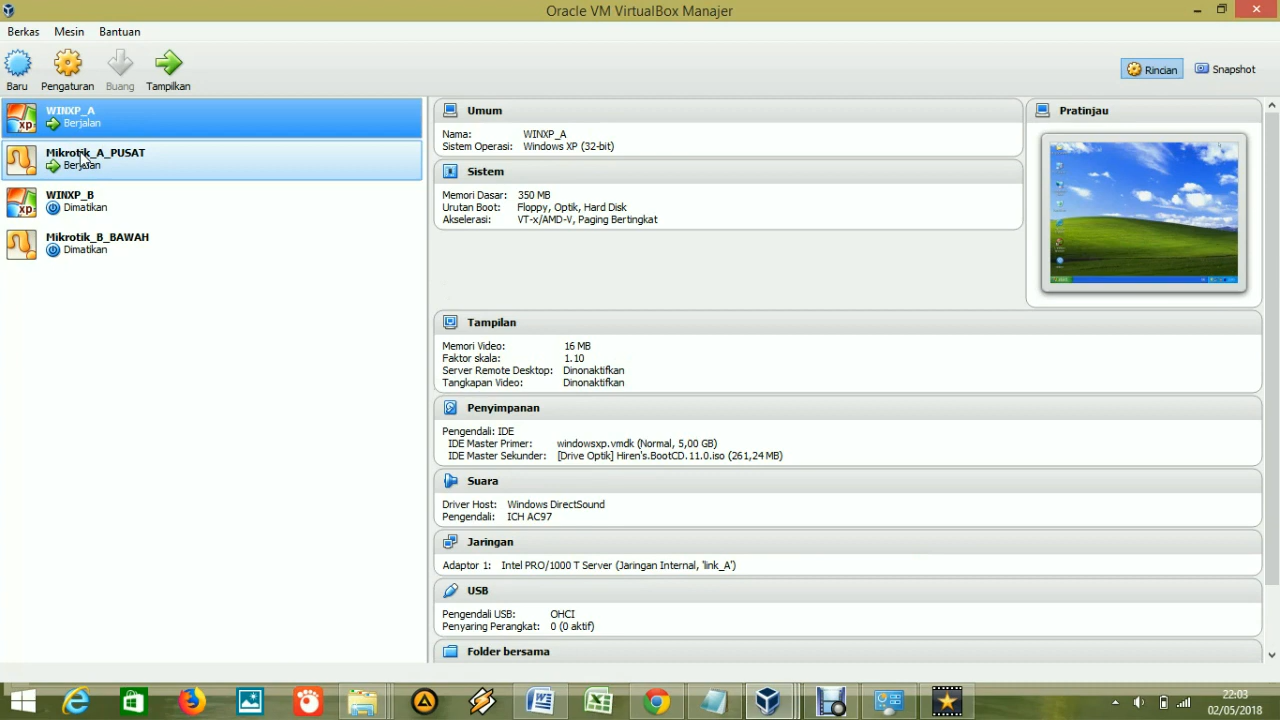 Oracle VM VirtualBox Manajer
Berkas Mesin Bantuan
Baru Pengaturan Buang Tampilkan
Rincian Snapshot
WINXP_A
Berjalan
Mikrotik_A_PUSAT
Berjalan
WINXP_B
Dimatikan
Mikrotik_B_BAWAH
Dimatikan
Umum
Nama: WINXP_A
Sistem Operasi: Windows XP (32-bit)
Sistem
Memori Dasar: 350 MB
Urutan Boot: Floppy, Optik, Hard Disk
Akselerasi: VT-x/AMD-V, Paging Bertingkat
Pratinjau
Tampilan
Memori Video: 16 MB
Faktor skala: 1.10
Server Remote Desktop: Dinonaktifkan
Tangkapan Video: Dinonaktifkan
Penyimpanan
Pengendali: IDE
IDE Master Primer: windowsxp.vmdk (Normal, 5,00 GB)
IDE Master Sekunder: [Drive Optik] Hiren's.BootCD.11.0.iso (261,24 MB)
Suara
Driver Host: Windows DirectSound
Pengendali: ICH AC97
Jaringan
Adaptor 1: Intel PRO/1000 T Server (Jaringan Internal, 'link_A')
USB
Pengendali USB: OHCI
Penyaring Perangkat: 0 (0 aktif)
Folder bersama
22:03
02/05/2018